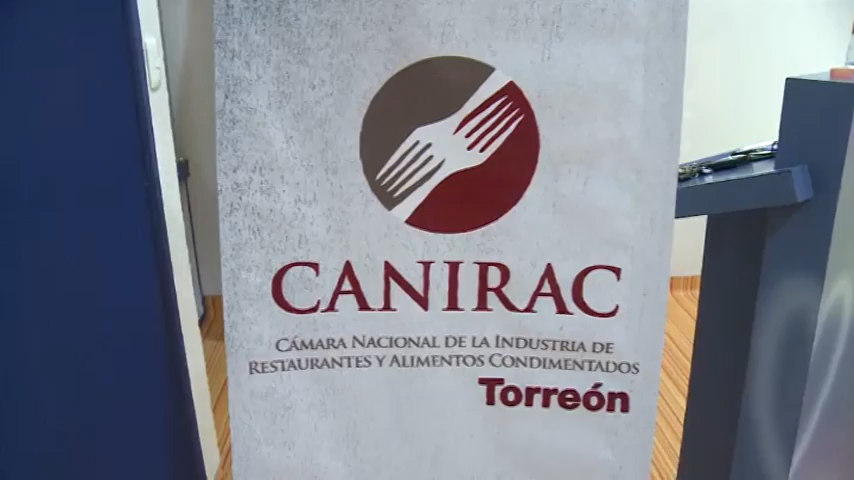 CANIRAC
CÁMARA NACIONAL DE LA INDUSTRIA DE
RESTAURANTES Y ALIMENTOS CONDIMENTADOS
Torreón